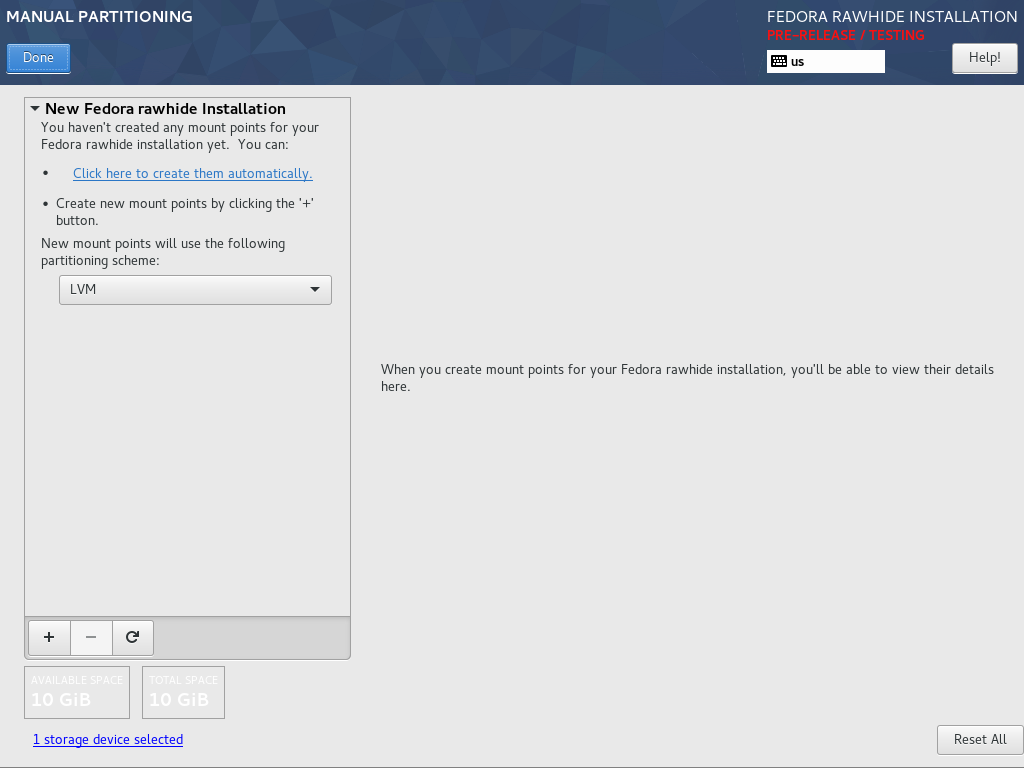 MANUAL PARTITIONING
FEDORA RAWHIDE INSTALLATION
PRE-RELEASE / TESTING
Done
us
Help!
New Fedora rawhide Installation
You haven't created any mount points for your
Fedora rawhide installation yet.  You can:
• Click here to create them automatically.
• Create new mount points by clicking the '+'
button.
New mount points will use the following
partitioning scheme:
LVM
When you create mount points for your Fedora rawhide installation, you'll be able to view their details
here.
+ −
AVAILABLE SPACE
10 GiB
TOTAL SPACE
10 GiB
1 storage device selected
Reset All